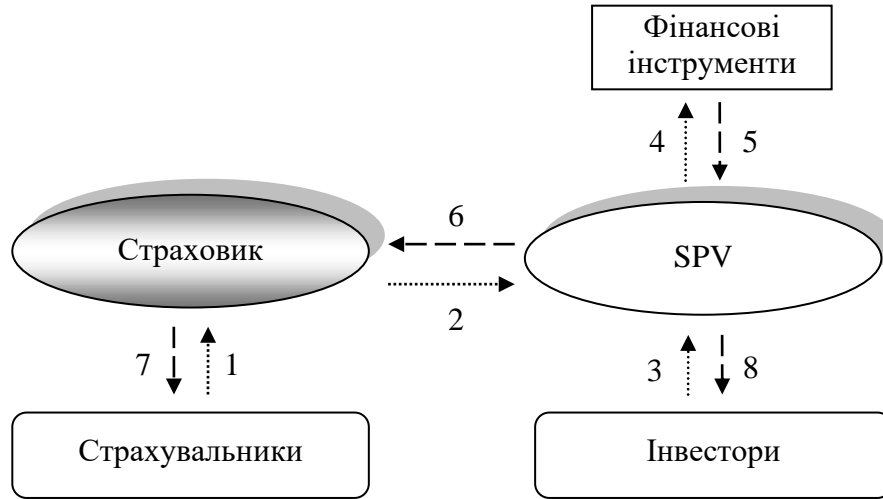 Фінансові
інструменти
4
5
6
Страховик
SPV
2
7
1
3
8
Страхувальники
Інвестори